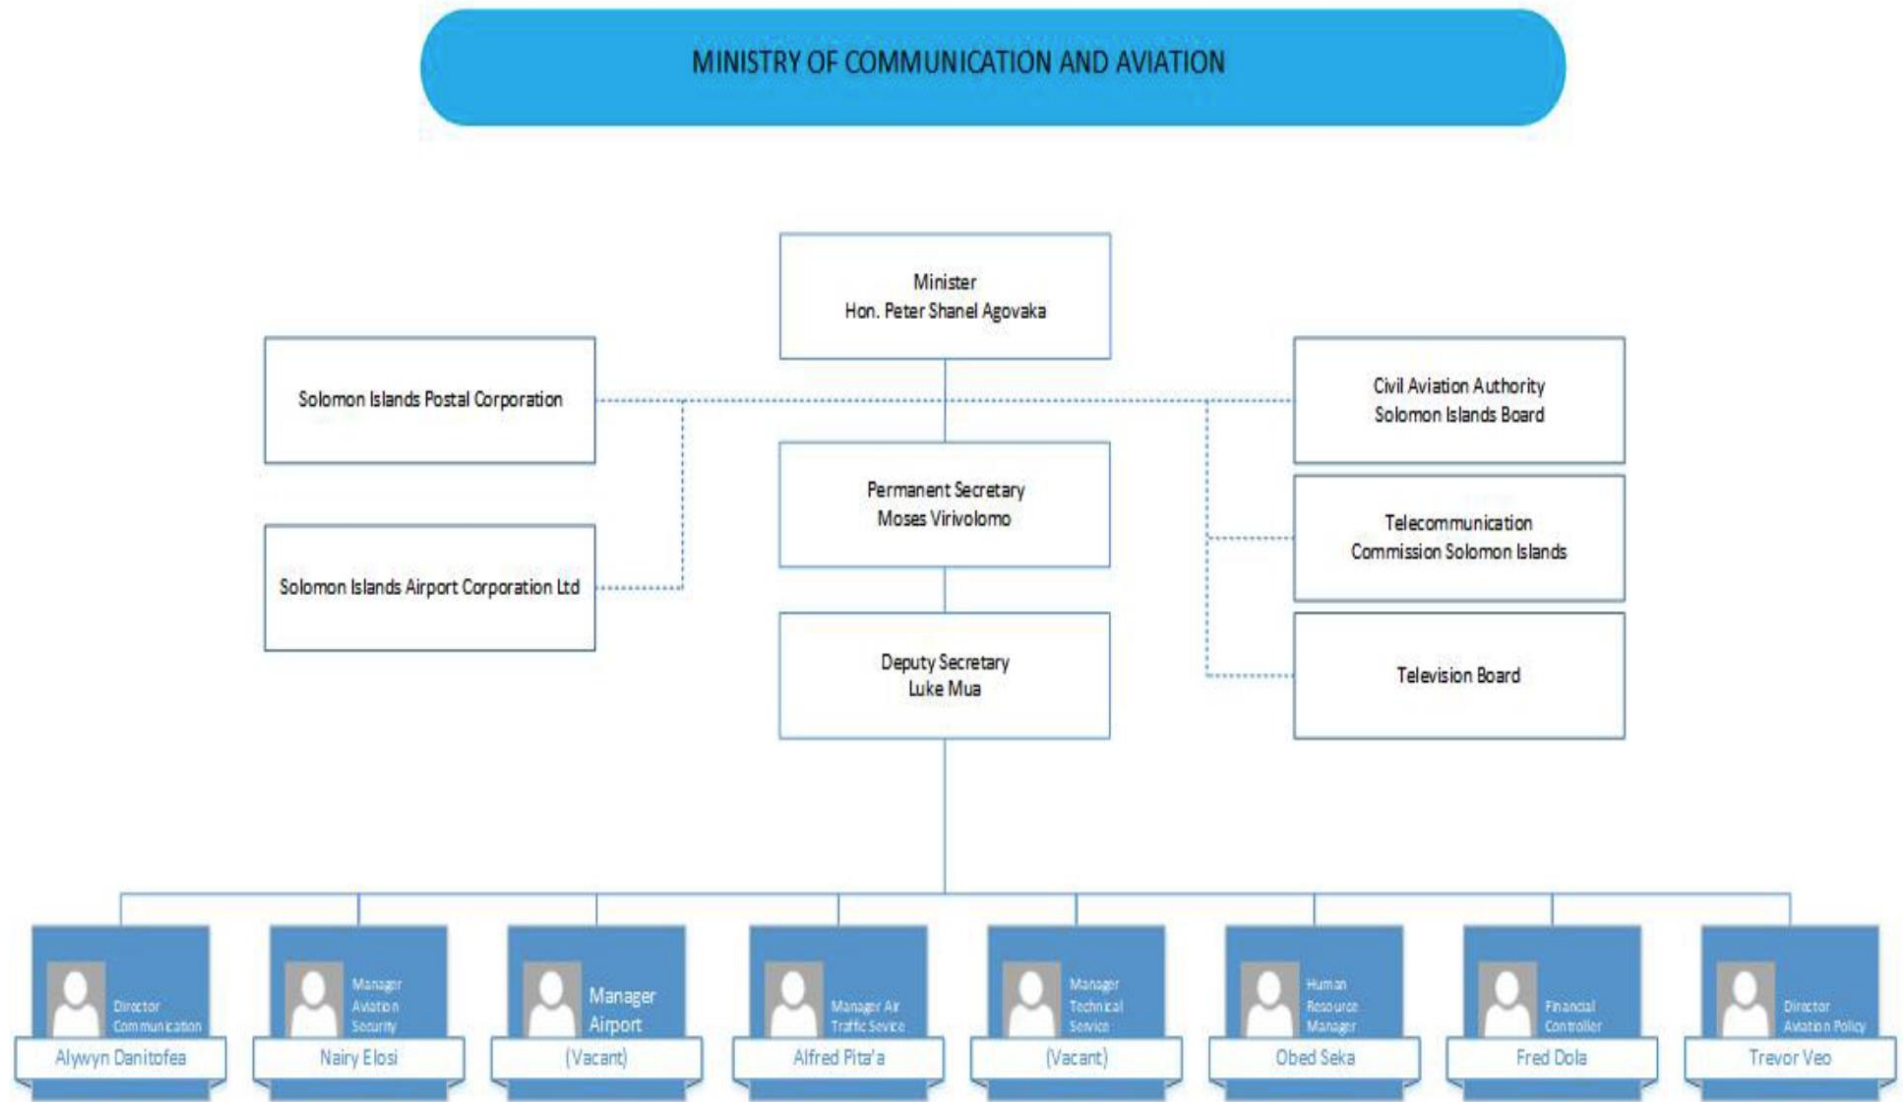 MINISTRY OF COMMUNICATION AND AVIATION
Minister
Hon. Peter Shanel Agovaka
Solomon Islands Postal Corporation
Civil Aviation Authority
Solomon Islands Board
Permanent Secretary
Moses Virivolomo
Telecommunication
Commission Solomon Islands
Solomon Islands Airport Corporation Ltd
Deputy Secretary
Luke Mua
Television Board
Director
Communication
Alywyn Danitofea
Manager
Aviation
Security
Nairy Elosi
Manager
Airport
(Vacant)
Manager Air
Traffic Sevice
Alfred Pita'a
Manager
Technical
Service
(Vacant)
Human
Resource
Manager
Obed Seka
Financial
Controller
Fred Dola
Director
Aviation Policy
Trevor Veo